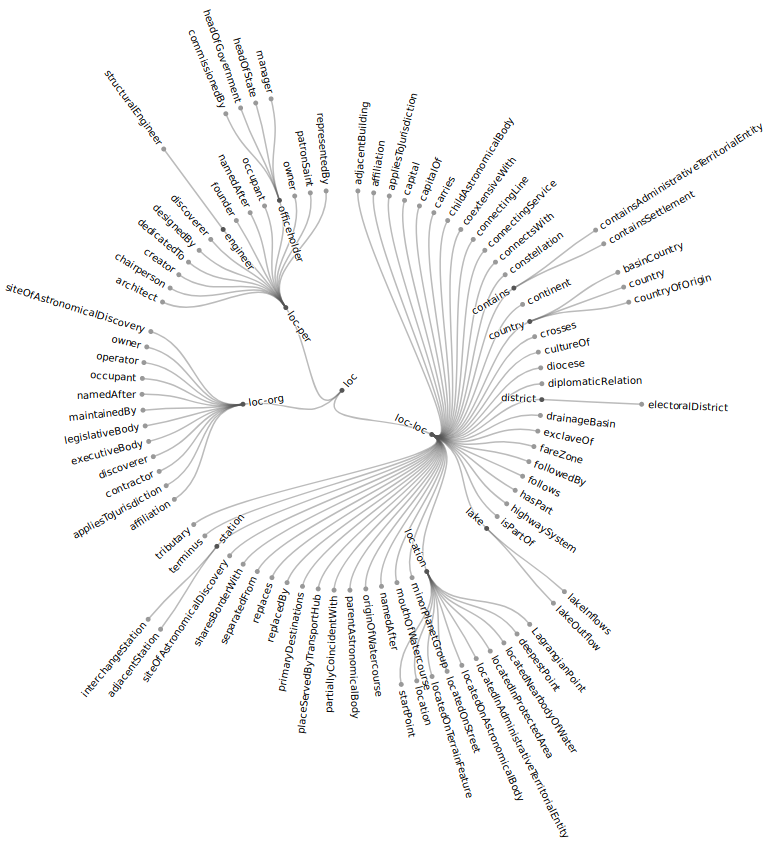 loc
loc-per
architect
chairperson
creator
dedicatedTo
designedBy
discoverer
engineer
structuralEngineer
founder
namedAfter
occupant
officeholder
commissionedBy
headOfGovernment
headOfState
manager
owner
patronSaint
representedBy
loc-loc
adjacentBuilding
affiliation
appliesToJurisdiction
capital
capitalOf
carries
childAstronomicalBody
coextensiveWith
connectingLine
connectingService
connectsWith
constellation
contains
containsAdministrativeTerritorialEntity
containsSettlement
continent
country
basinCountry
country
countryOfOrigin
crosses
cultureOf
diocese
diplomaticRelation
district
electoralDistrict
drainageBasin
exclaveOf
fareZone
followedBy
follows
hasPart
highwaySystem
isPartOf
lake
lakeInflows
lakeOutflow
location
LagrangianPoint
deepestPoint
locatedNearbodyOfWater
locatedInProtectedArea
locatedInAdministrativeTerritorialEntity
locatedOnAstronomicalBody
locatedOnStreet
locatedOnTerrainFeature
location
startPoint
minorPlanetGroup
mouthOfWatercourse
namedAfter
originOfWatercourse
parentAstronomicalBody
partiallyCoincidentWith
placeServedByTransportHub
primaryDestinations
replacedBy
replaces
separatedFrom
sharesBorderWith
siteOfAstronomicalDiscovery
station
adjacentStation
interchangeStation
terminus
tributary
loc-org
affiliation
appliesToJurisdiction
contractor
discoverer
executiveBody
legislativeBody
maintainedBy
namedAfter
occupant
operator
owner
siteOfAstronomicalDiscovery